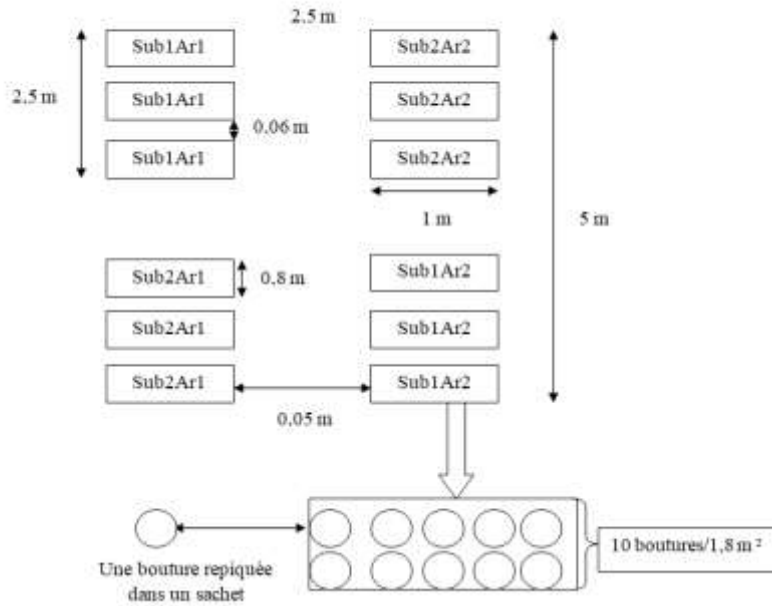 2.5 m
Sub1Ar1
Sub2Ar2
2.5 m
Sub1Ar1
Sub2Ar2
0.06 m
Sub1Ar1
Sub2Ar2
1 m
5 m
Sub2Ar1
0.8 m
Sub1Ar2
Sub2Ar1
Sub1Ar2
Sub2Ar1
Sub1Ar2
0.05 m
10 boutures/1,8 m²
Une bouture repiquée
dans un sachet